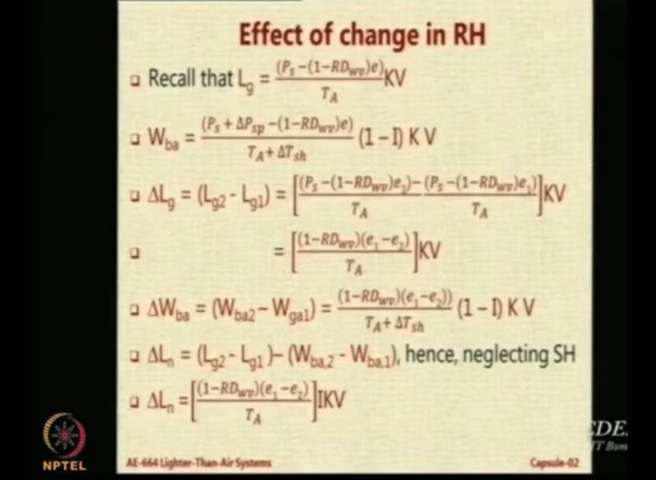 Effect of change in RH
❑ Recall that L_g = (P_s −(1−RD_wv)e)/T_A KV
❑ W_ba = (P_s + ΔP_sp −(1−RD_wv)e)/(T_A + ΔT_sh) (1 – I) K V
❑ ΔL_g = (L_g2 - L_g1) = [(P_s −(1−RD_wv)e_2)/T_A − (P_s −(1−RD_wv)e_1)/T_A]KV
❑ = [(1−RD_wv)(e_1 −e_2)/T_A]KV
❑ ΔW_ba = (W_ba2 – W_ga1) = (1−RD_wv)(e_1 −e_2))/(T_A + ΔT_sh) (1 – I) K V
❑ ΔL_n = (L_g2 - L_g1 )– (W_ba,2 - W_ba,1), hence, neglecting SH
❑ ΔL_n = [(1−RD_wv)(e_1 −e_2)/T_A]IKV
NPTEL
AE-664 Lighter-Than-Air Systems
Capsule-02